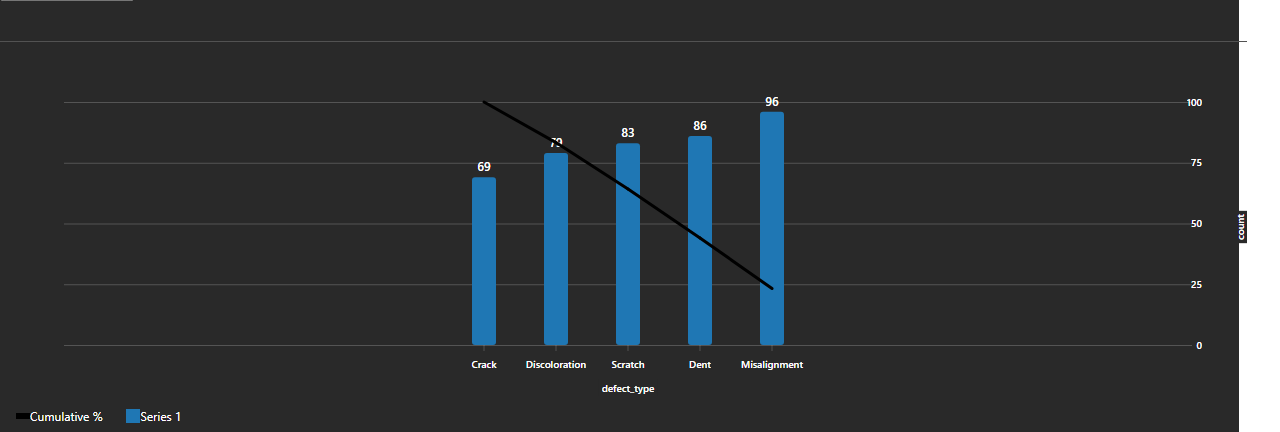 96
100
86
83
79
75
69
50
count
25
0
Crack Discoloration Scratch Dent Misalignment
defect_type
Cumulative % Series 1